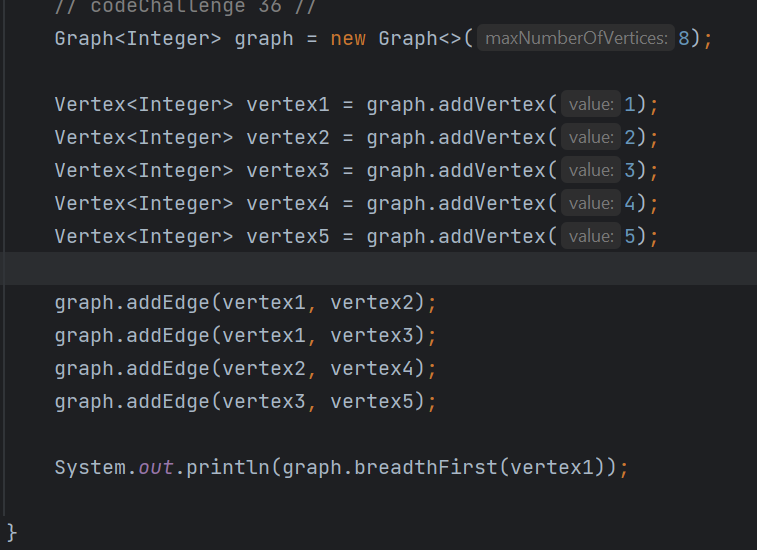 // codeChallenge 36 //
Graph<Integer> graph = new Graph<>( maxNumberOfVertices: 8);
Vertex<Integer> vertex1 = graph.addVertex( value: 1);
Vertex<Integer> vertex2 = graph.addVertex( value: 2);
Vertex<Integer> vertex3 = graph.addVertex( value: 3);
Vertex<Integer> vertex4 = graph.addVertex( value: 4);
Vertex<Integer> vertex5 = graph.addVertex( value: 5);
graph.addEdge(vertex1, vertex2);
graph.addEdge(vertex1, vertex3);
graph.addEdge(vertex2, vertex4);
graph.addEdge(vertex3, vertex5);
System.out.println(graph.breadthFirst(vertex1));
}